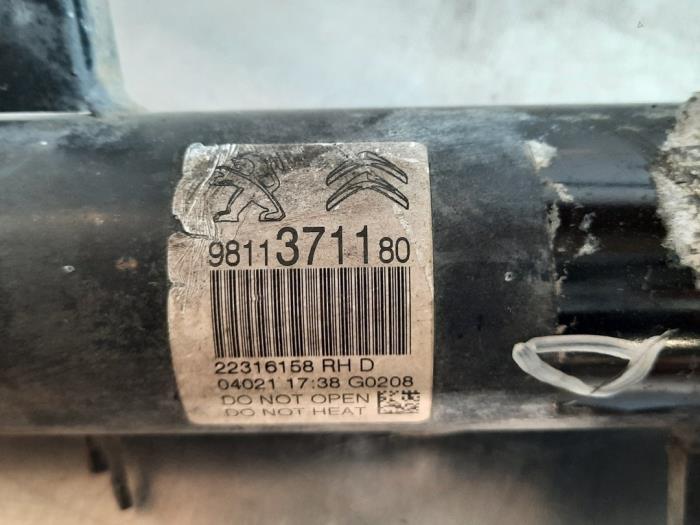 9811371180
22316158 RH D
04021 17:38 G0208
DO NOT OPEN
DO NOT HEAT